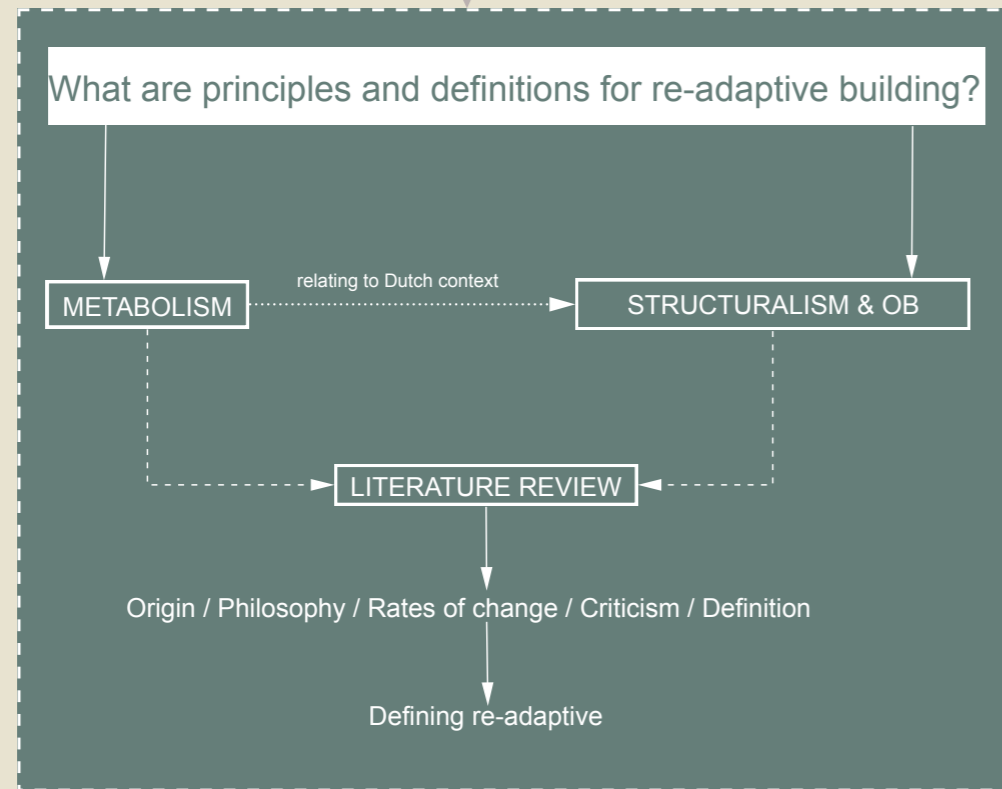 What are principles and definitions for re-adaptive building?
relating to Dutch context
METABOLISM
STRUCTURALISM & OB
LITERATURE REVIEW
Origin / Philosophy / Rates of change / Criticism / Definition
Defining re-adaptive